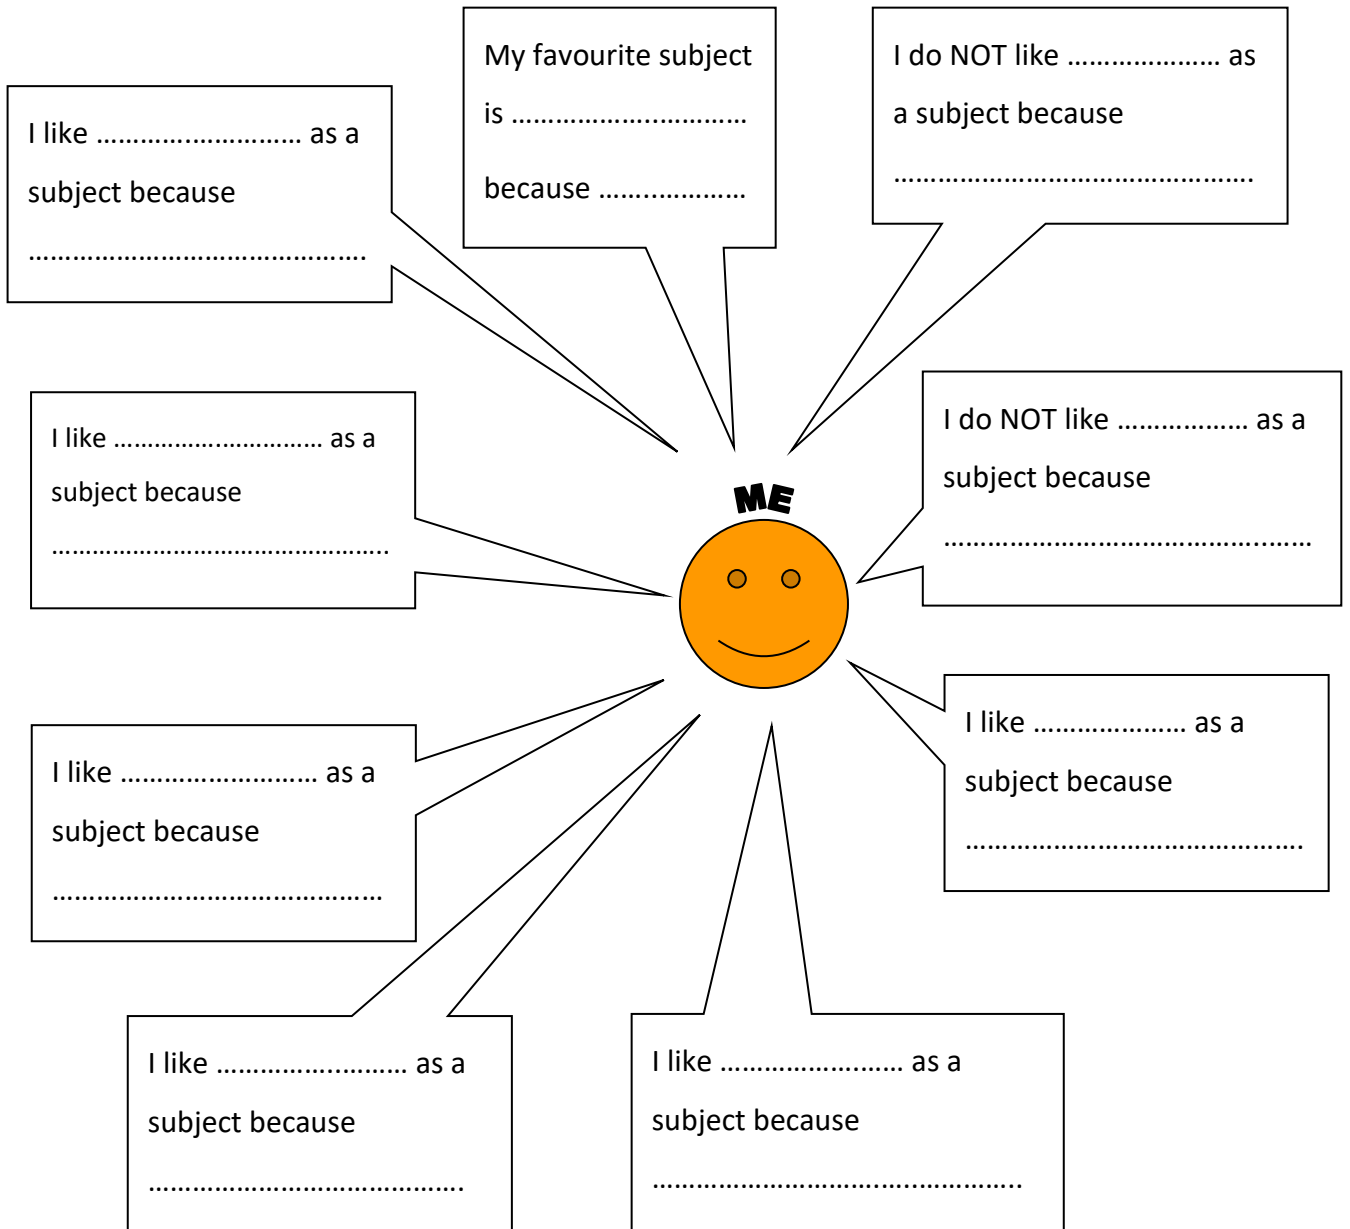 My favourite subject
is .....................................
because ........................
I do NOT like ........................ as
a subject because
.............................................................
I like ................................... as a
subject because
..........................................................
I like ................................... as a
subject because
..........................................................
ME
I do NOT like ........................ as a
subject because
..............................................................
I like ................................... as a
subject because
........................................................
I like ........................ as a
subject because
..........................................................
I like ................................ as a
subject because
......................................................
I like ............................... as a
subject because
..............................................................